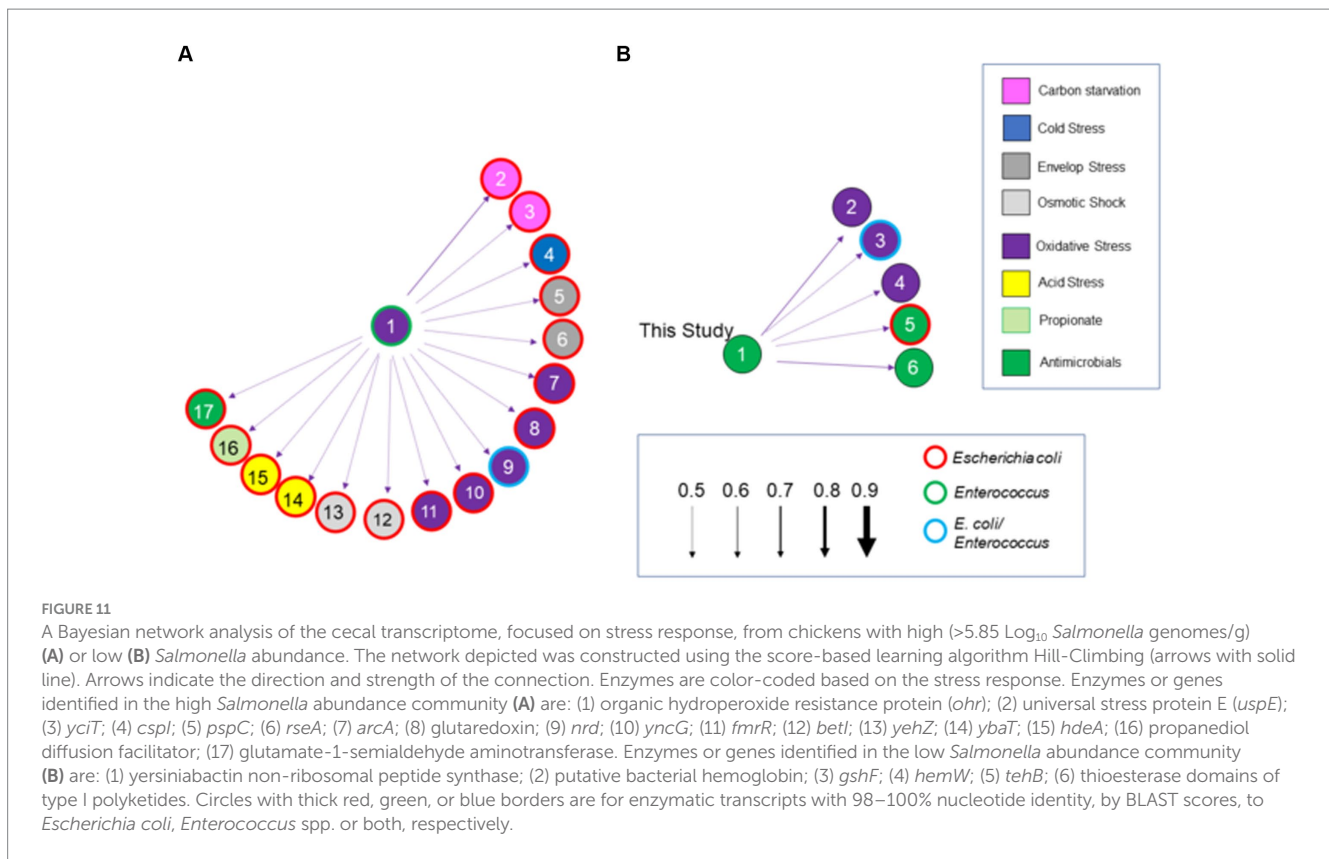 A
B
2
3
4
5
6
1
7
8
9
10
11
12
13
14
15
16
17
This Study
1
2
3
4
5
6
Carbon starvation
Cold Stress
Envelop Stress
Osmotic Shock
Oxidative Stress
Acid Stress
Propionate
Antimicrobials
0.5 0.6 0.7 0.8 0.9
Escherichia coli
Enterococcus
E. coli/
Enterococcus
FIGURE 11
A Bayesian network analysis of the cecal transcriptome, focused on stress response, from chickens with high (>5.85 Log₁₀ Salmonella genomes/g)
(A) or low (B) Salmonella abundance. The network depicted was constructed using the score-based learning algorithm Hill-Climbing (arrows with solid
line). Arrows indicate the direction and strength of the connection. Enzymes are color-coded based on the stress response. Enzymes or genes
identified in the high Salmonella abundance community (A) are: (1) organic hydroperoxide resistance protein (ohr); (2) universal stress protein E (uspE);
(3) yciT; (4) cspI; (5) pspC; (6) rseA; (7) arcA; (8) glutaredoxin; (9) nrd; (10) yncG; (11) fmrR; (12) betI; (13) yehZ; (14) ybaT; (15) hdeA; (16) propanediol
diffusion facilitator; (17) glutamate-1-semialdehyde aminotransferase. Enzymes or genes identified in the low Salmonella abundance community
(B) are: (1) yersiniabactin non-ribosomal peptide synthase; (2) putative bacterial hemoglobin; (3) gshF; (4) hemW; (5) tehB; (6) thioesterase domains of
type I polyketides. Circles with thick red, green, or blue borders are for enzymatic transcripts with 98–100% nucleotide identity, by BLAST scores, to
Escherichia coli, Enterococcus spp. or both, respectively.